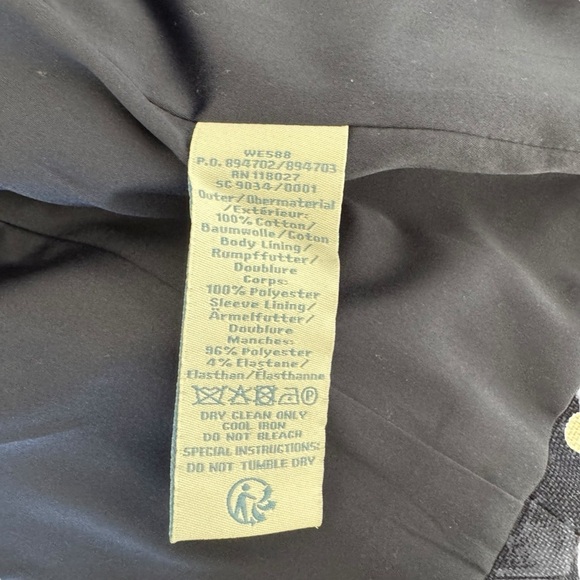 WE588
P.O. 894702/894703
RN 118027
SC 9034/0001
Outer/Obermaterial
/Extérieur:
100% Cotton/
Baumwolle/Coton
Body Lining/
Rumpffutter/
Doublure
Corps:
100% Polyester
Sleeve Lining/
Ärmelfutter/
Doublure
Manches:
96% Polyester
4% Elastane/
Elasthan/Élasthanne
P
DRY CLEAN ONLY
COOL IRON
DO NOT BLEACH
SPECIAL INSTRUCTIONS:
DO NOT TUMBLE DRY